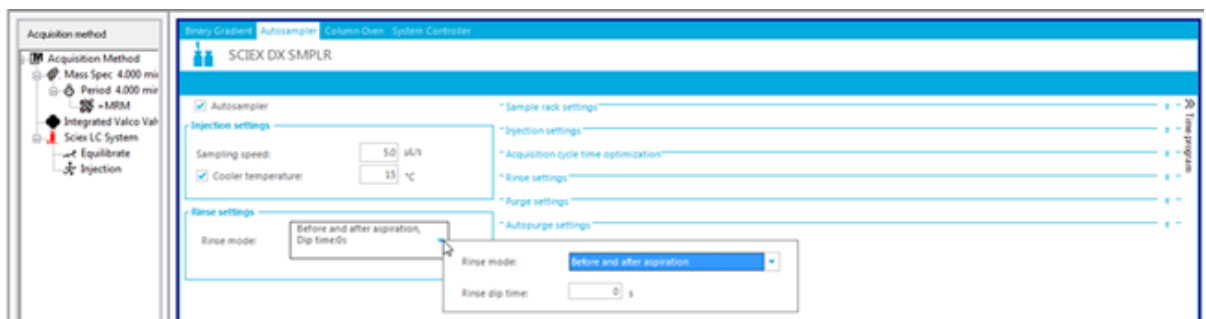 Acquisition method
Acquisition Method
Mass Spec 4.000 min
Period 4.000 min
+MRM
Integrated Valco Valv
Sciex LC System
Equilibrate
Injection
Binary Gradient Autosampler Column Oven System Controller
SCIEX DX SMPLR
Autosampler
Injection settings
Sampling speed: 5.0 µL/s
Cooler temperature: 15 °C
Rinse settings
Rinse mode: Before and after aspiration,
Dip time:0s
Sample rack settings
Injection settings
Acquisition cycle time optimization
Rinse settings
Purge settings
Autopurge settings
Time program
Rinse mode: Before and after aspiration
Rinse dip time: 0 s